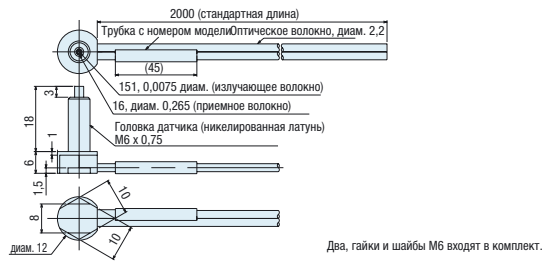 2000 (стандартная длина)
Трубка с номером модели
Оптическое волокно, диам. 2,2
(45)
151, 0,0075 диам. (излучающее волокно)
16, диам. 0,265 (приемное волокно)
3
18
Головка датчика (никелированная латунь)
M6 x 0,75
1
6
1,5
10
8
10
диам. 12
Два, гайки и шайбы M6 входят в комплект.